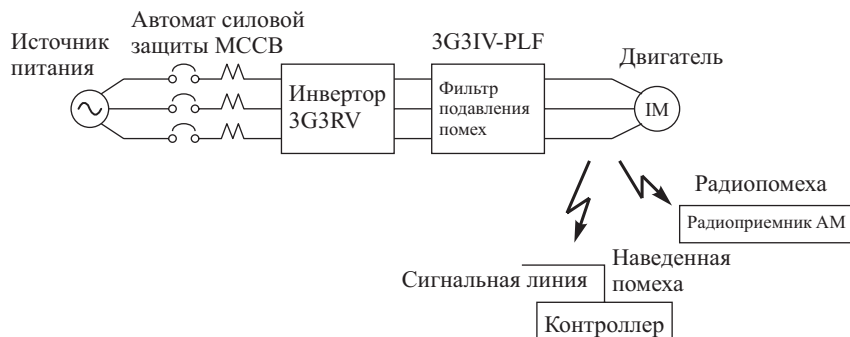 Источник
питания
Автомат силовой
защиты MCCB
3G3IV-PLF
Двигатель
Инвертор
3G3RV
Фильтр
подавления
помех
IM
Радиопомеха
Радиоприемник AM
Сигнальная линия
Наведенная
помеха
Контроллер